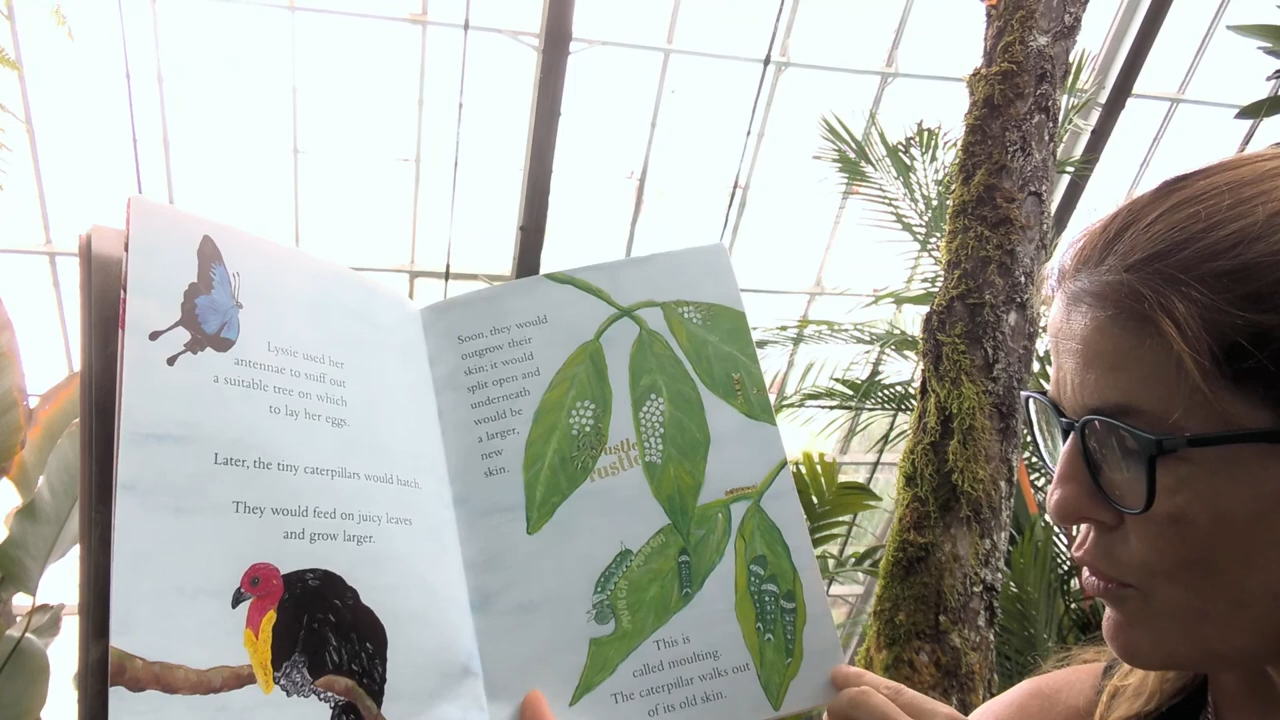 Lyssie used her
antennae to sniff out
a suitable tree on which
to lay her eggs.
Later, the tiny caterpillars would hatch.
They would feed on juicy leaves
and grow larger.
Soon, they would
outgrow their
skin; it would
split open and
underneath
would be
a larger,
new
skin.
rustle
rustle
MUNCH MUNCH
This is
called moulting.
The caterpillar walks out
of its old skin.